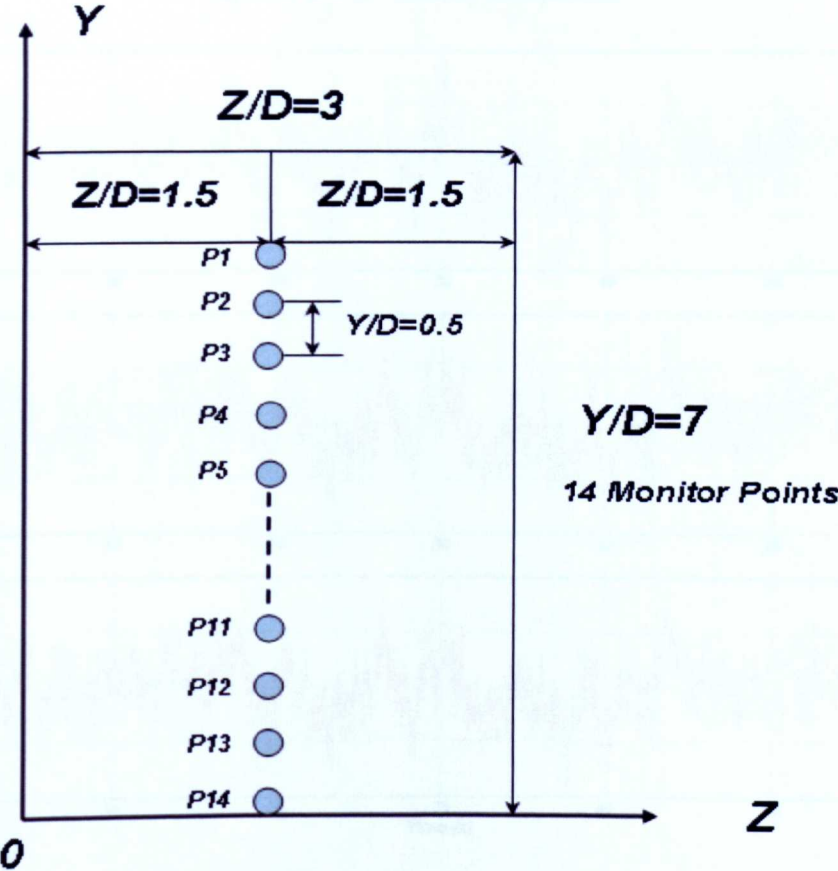 Y
Z/D=3
Z/D=1.5 Z/D=1.5
P1
P2
Y/D=0.5
P3
P4
Y/D=7
P5
14 Monitor Points
P11
P12
P13
P14
Z
0